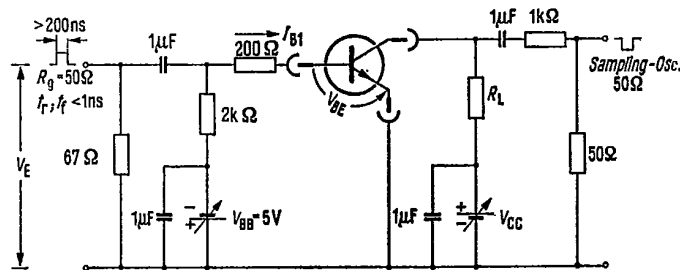 >200ns
R_g=50Ω
t_r; t_f <1ns
V_E
67 Ω
1μF
1μF
2k Ω
200 Ω
I_B1
V_BB=5V
- +
V_BE
1μF
R_L
+ -
V_CC
1μF
1kΩ
50Ω
Sampling-Osc.
50Ω